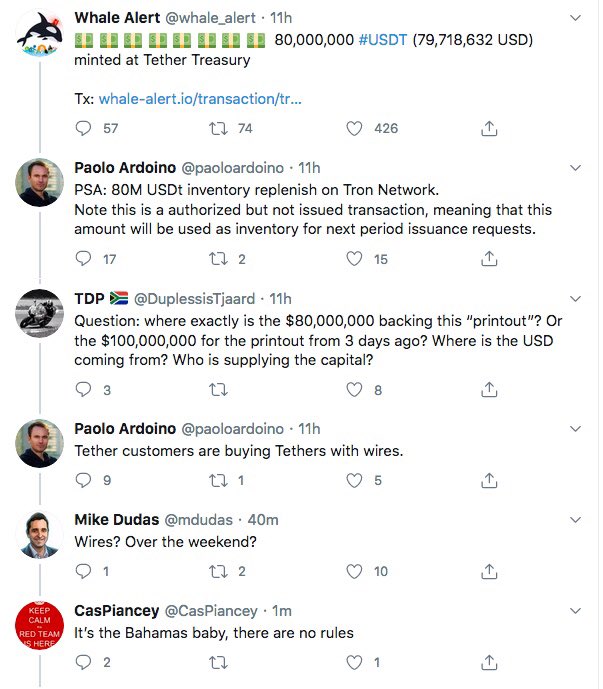 Whale Alert @whale_alert · 11h
💵 💵 💵 💵 💵 💵 💵 💵 80,000,000 #USDT (79,718,632 USD)
minted at Tether Treasury
Tx: whale-alert.io/transaction/tr...
57 74 426
Paolo Ardoino @paoloardoino · 11h
PSA: 80M USDt inventory replenish on Tron Network.
Note this is a authorized but not issued transaction, meaning that this
amount will be used as inventory for next period issuance requests.
17 2 15
TDP 🇿🇦 @DuplessisTjaard · 11h
Question: where exactly is the $80,000,000 backing this “printout”? Or
the $100,000,000 for the printout from 3 days ago? Where is the USD
coming from? Who is supplying the capital?
3 8
Paolo Ardoino @paoloardoino · 11h
Tether customers are buying Tethers with wires.
9 1 5
Mike Dudas @mdudas · 40m
Wires? Over the weekend?
1 2 10
KEEP
CALM
RED TEAM
IS HERE
CasPiancey @CasPiancey · 1m
It’s the Bahamas baby, there are no rules
2 1